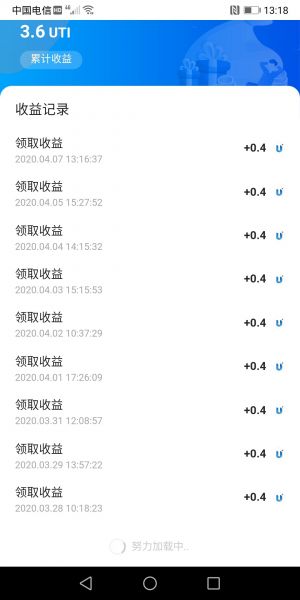 中国电信 HD 4G 13:18
3.6 UTI
累计收益
收益记录
领取收益 +0.4
2020.04.07 13:16:37
领取收益 +0.4
2020.04.05 15:27:52
领取收益 +0.4
2020.04.04 14:15:32
领取收益 +0.4
2020.04.03 15:15:53
领取收益 +0.4
2020.04.02 10:37:29
领取收益 +0.4
2020.04.01 17:26:09
领取收益 +0.4
2020.03.31 12:08:57
领取收益 +0.4
2020.03.29 13:57:22
领取收益 +0.4
2020.03.28 10:18:23
努力加载中..